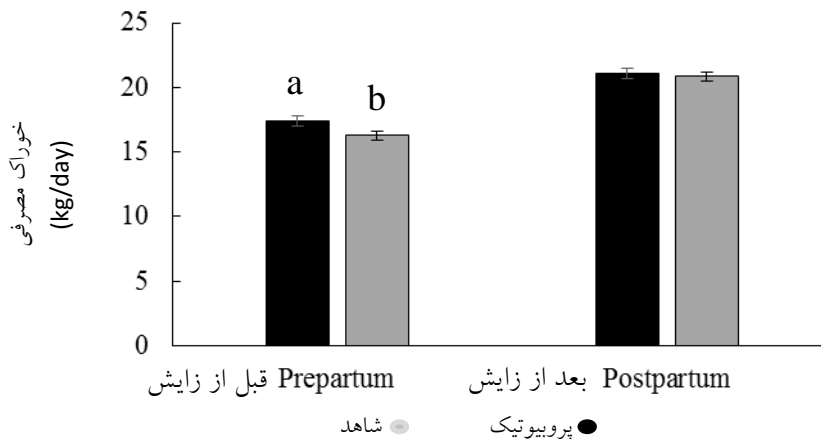 25
20
15
10
5
0
خوراک مصرفی
(kg/day)
a
b
قبل از زایش Prepartum
بعد از زایش Postpartum
پروبیوتیک
شاهد